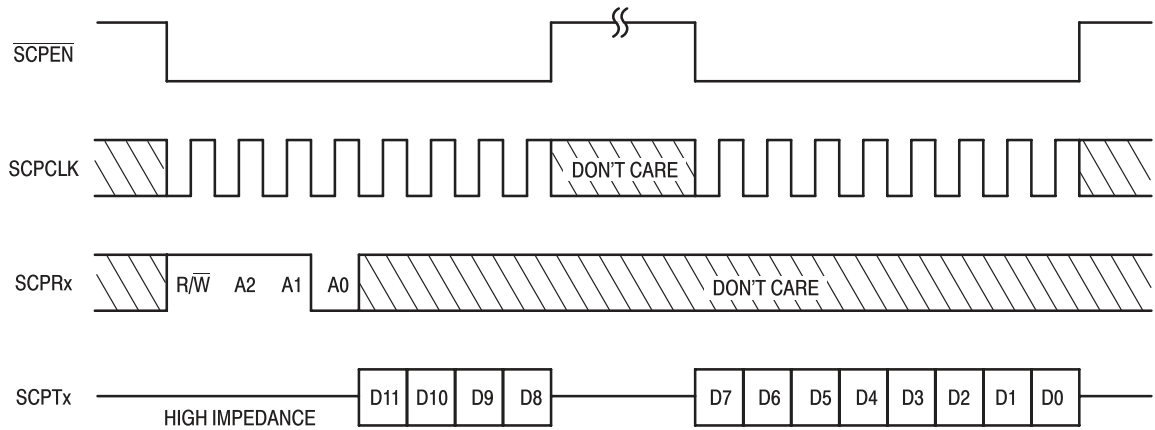 S̅C̅P̅E̅N̅
SCPCLK DON'T CARE
SCPRx R/W̅ A2 A1 A0 DON'T CARE
SCPTx D11 D10 D9 D8 D7 D6 D5 D4 D3 D2 D1 D0
HIGH IMPEDANCE